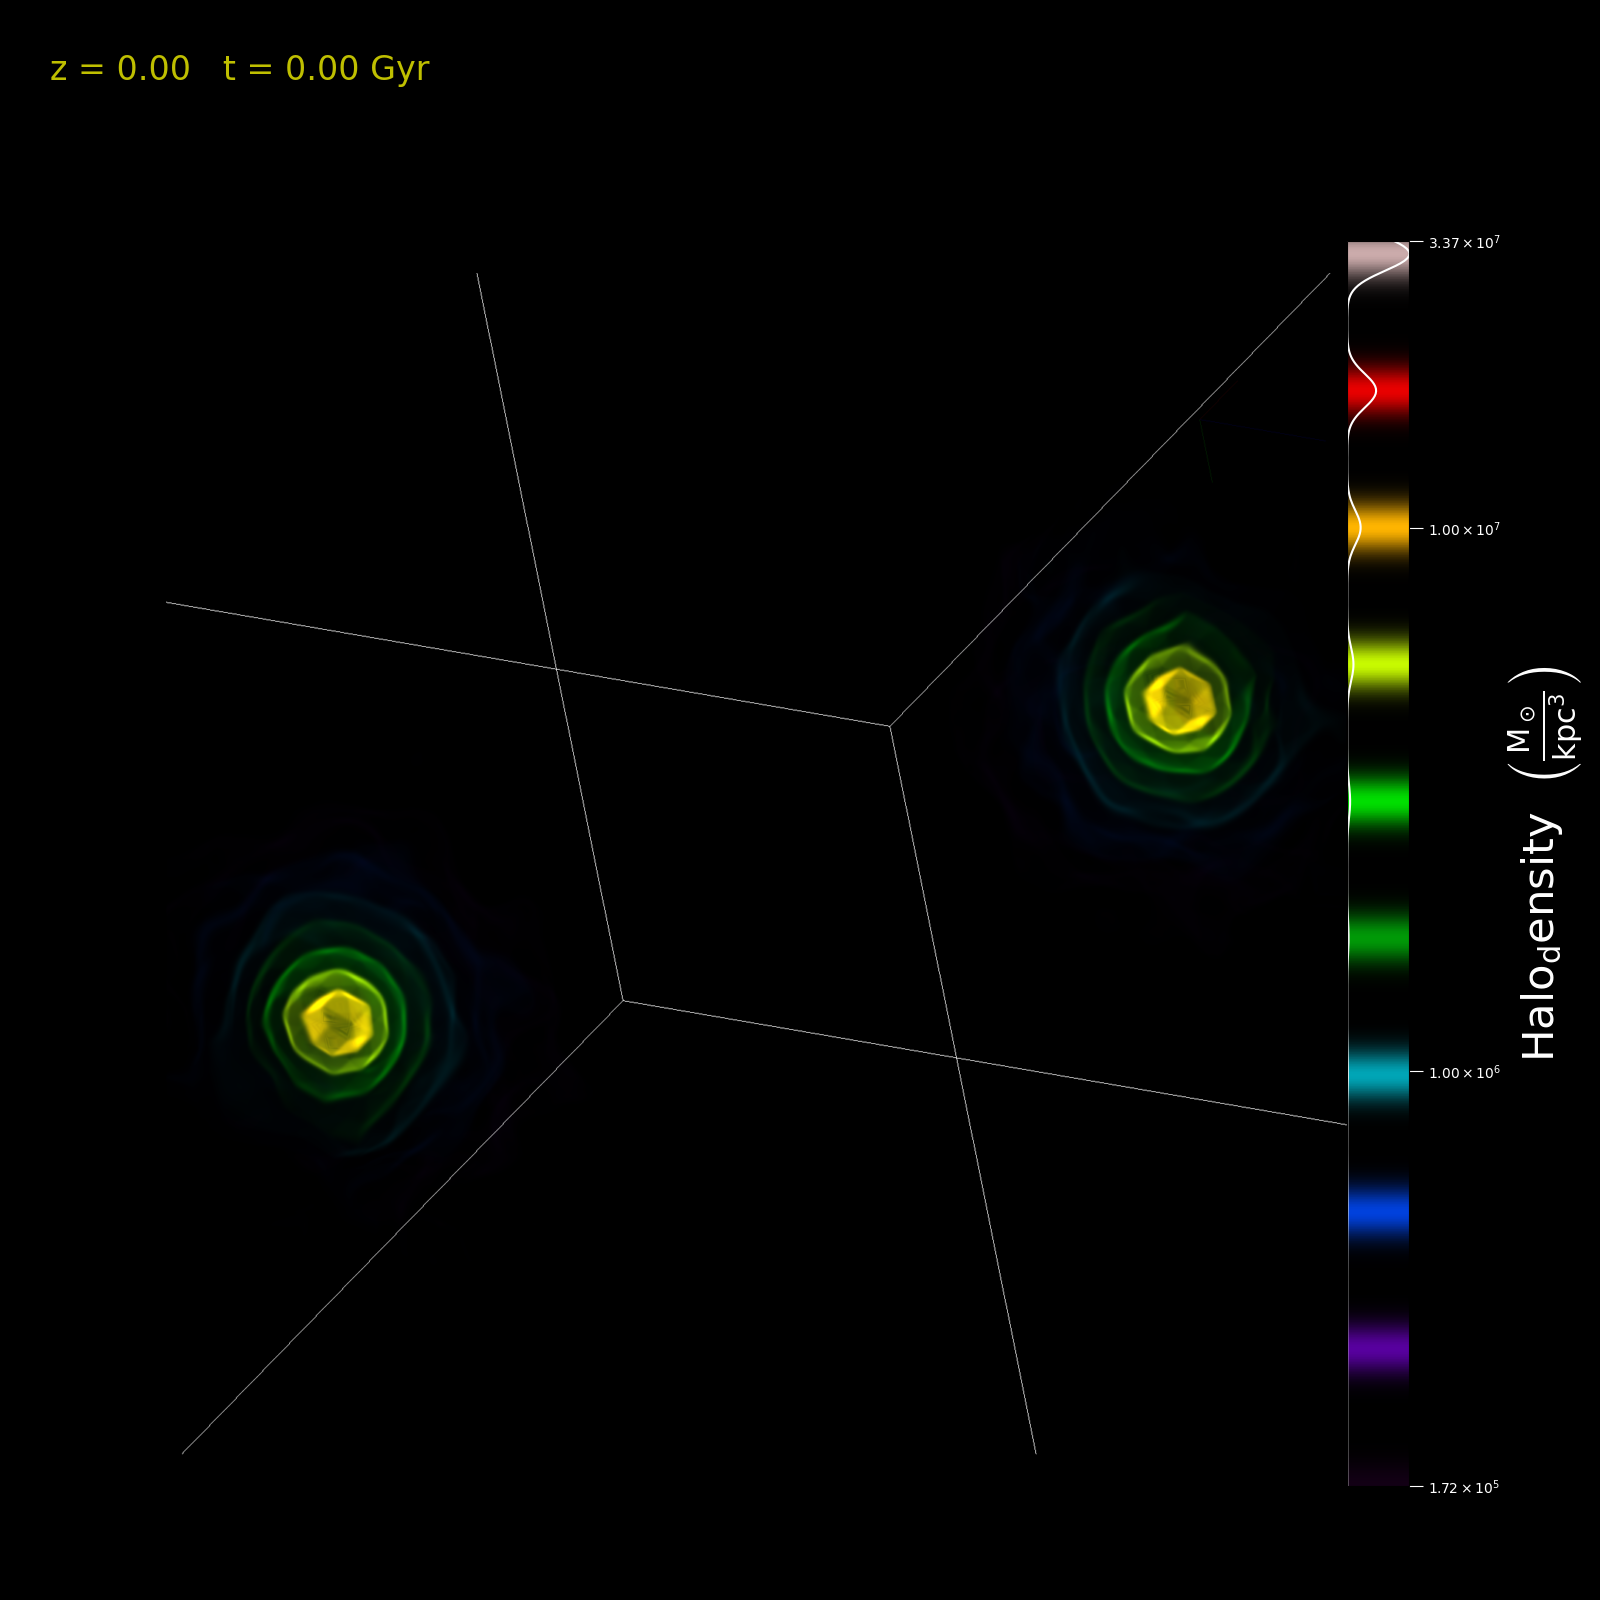 z = 0.00 t = 0.00 Gyr
3.37 × 10⁷
1.00 × 10⁷
1.00 × 10⁶
1.72 × 10⁵
Halo_density (M⊙/kpc³)